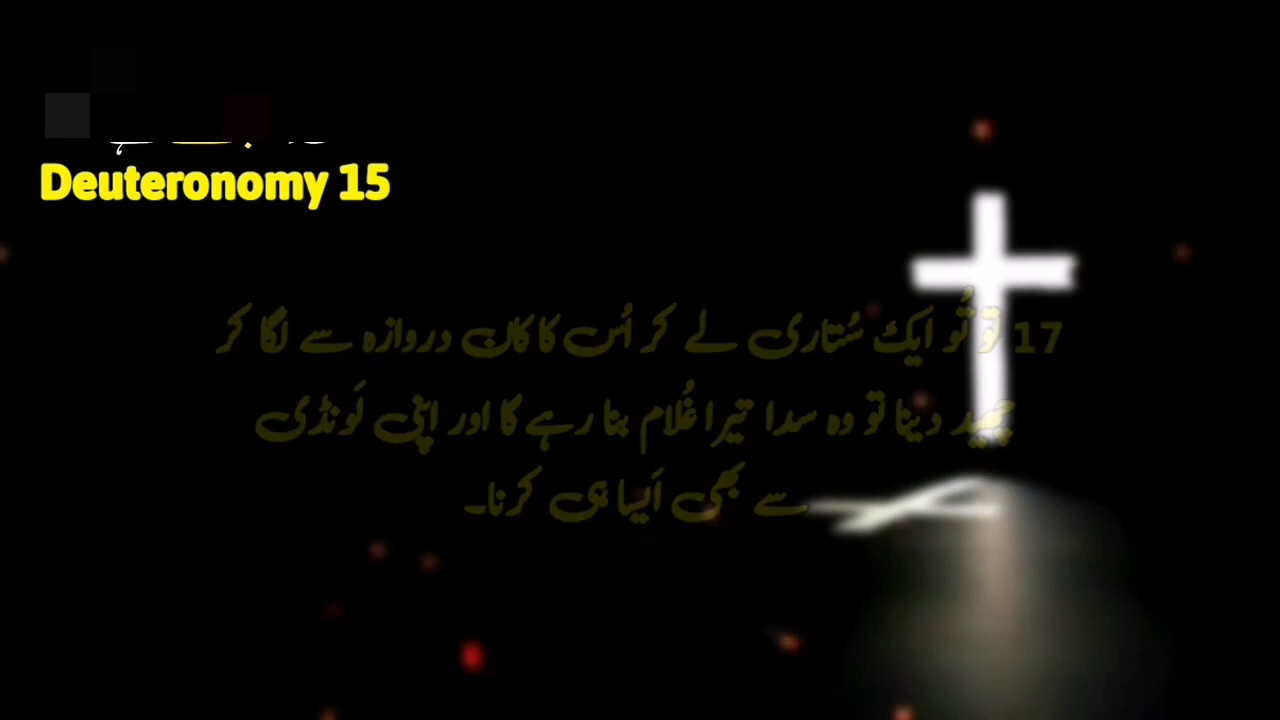 Deuteronomy 15
17 تو تُو ایک سُتاری لے کر اُس کا کان دروازہ سے لگا کر
چھید دینا تو وہ سدا تیرا غُلام بنا رہے گا اور اپنی لَونڈی
سے بھی اَیسا ہی کرنا۔